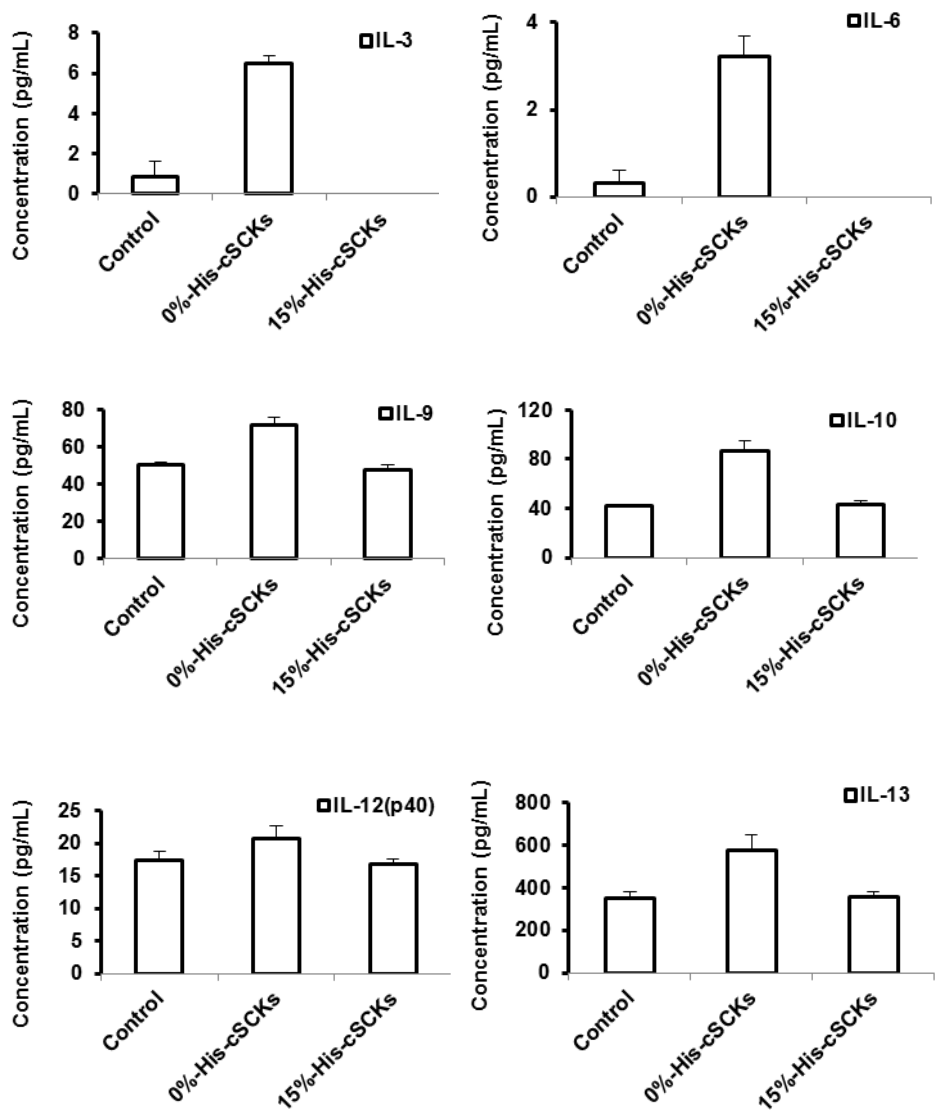 IL-3
Concentration (pg/mL)
8
6
4
2
0
Control
0%-His-cSCKs
15%-His-cSCKs
IL-6
Concentration (pg/mL)
4
2
0
Control
0%-His-cSCKs
15%-His-cSCKs
IL-9
Concentration (pg/mL)
80
60
40
20
0
Control
0%-His-cSCKs
15%-His-cSCKs
IL-10
Concentration (pg/mL)
120
80
40
0
Control
0%-His-cSCKs
15%-His-cSCKs
IL-12(p40)
Concentration (pg/mL)
25
20
15
10
5
0
Control
0%-His-cSCKs
15%-His-cSCKs
IL-13
Concentration (pg/mL)
800
600
400
200
0
Control
0%-His-cSCKs
15%-His-cSCKs